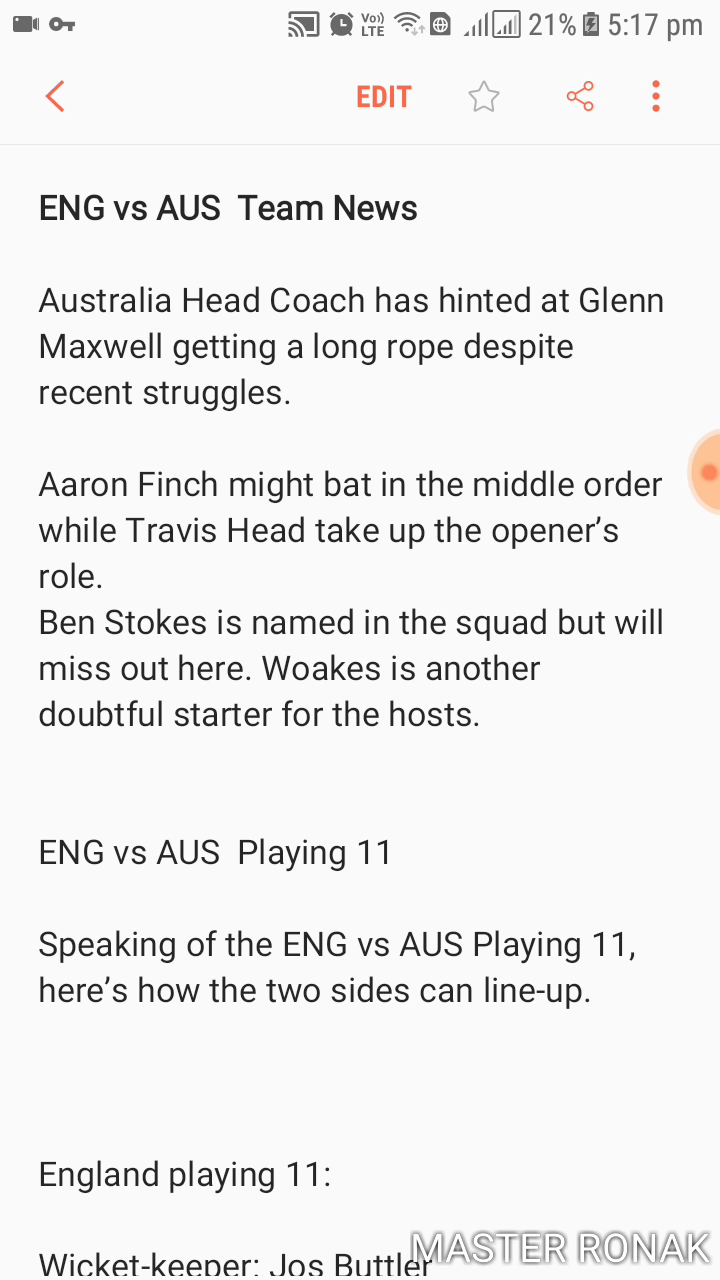 Vo))
LTE
21%
5:17 pm
EDIT
ENG vs AUS  Team News
Australia Head Coach has hinted at Glenn
Maxwell getting a long rope despite
recent struggles.
Aaron Finch might bat in the middle order
while Travis Head take up the opener’s
role.
Ben Stokes is named in the squad but will
miss out here. Woakes is another
doubtful starter for the hosts.
ENG vs AUS  Playing 11
Speaking of the ENG vs AUS Playing 11,
here’s how the two sides can line-up.
England playing 11:
Wicket-keeper: Jos Buttler
MASTER RONAK